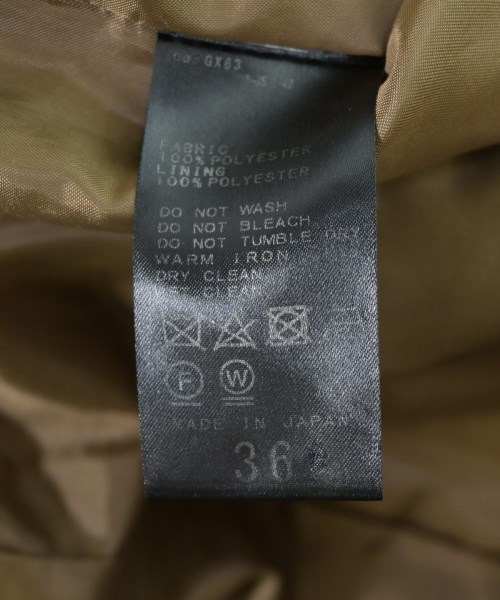 GX63
FABRIC
100% POLYESTER
LINING
100% POLYESTER
DO NOT WASH
DO NOT BLEACH
DO NOT TUMBLE DRY
WARM IRON
DRY CLEAN
CLEAN
F W
MADE IN JAPAN
36